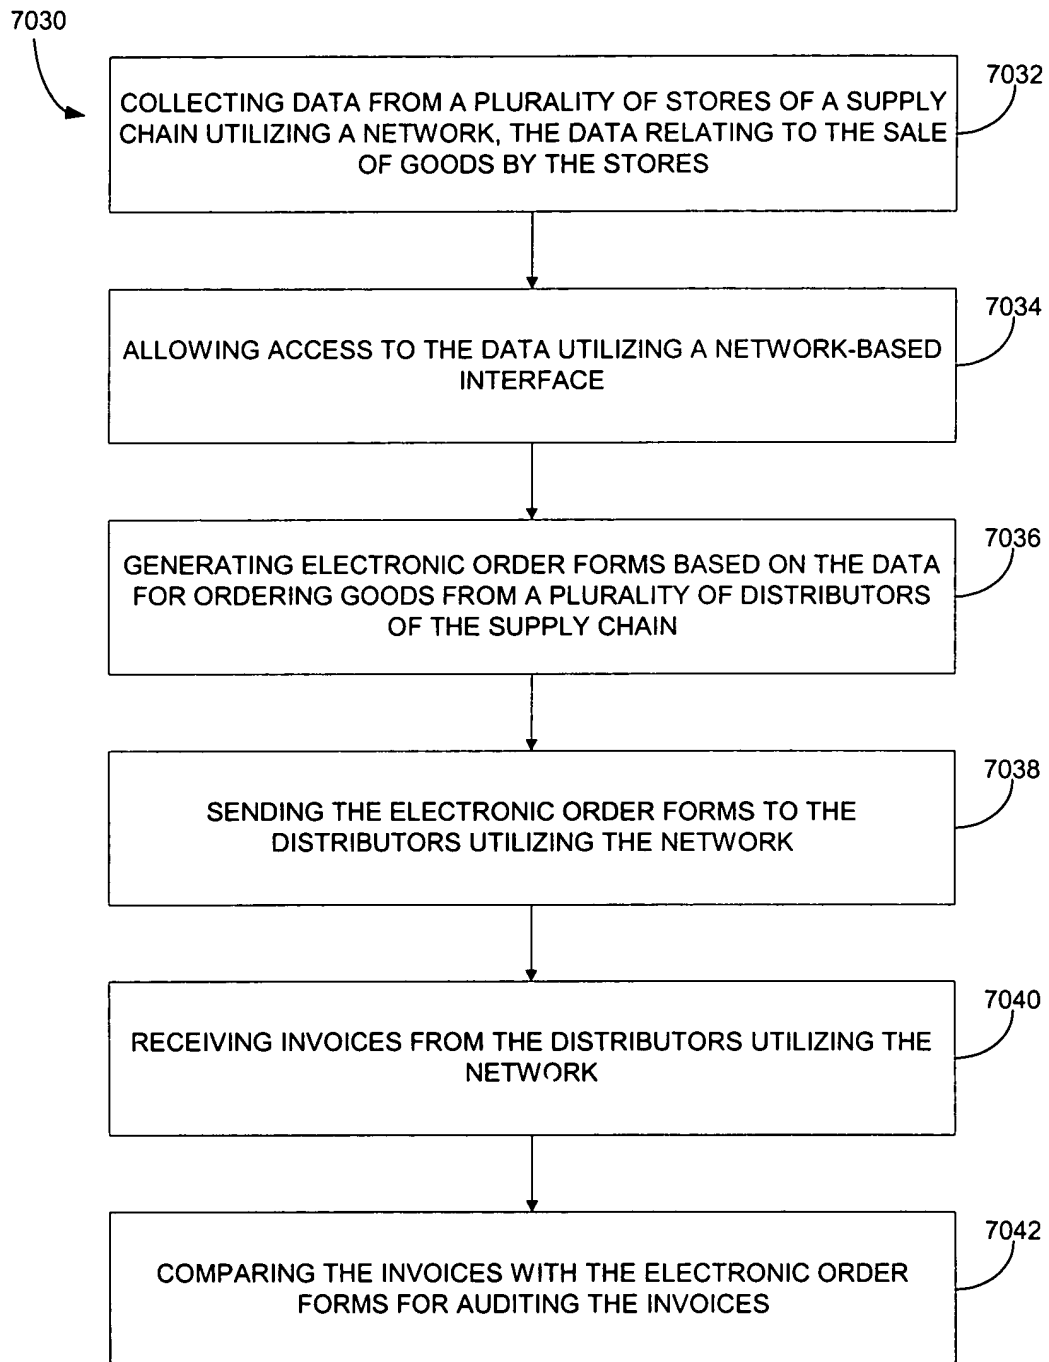 7030
7032
COLLECTING DATA FROM A PLURALITY OF STORES OF A SUPPLY
CHAIN UTILIZING A NETWORK, THE DATA RELATING TO THE SALE
OF GOODS BY THE STORES
7034
ALLOWING ACCESS TO THE DATA UTILIZING A NETWORK-BASED
INTERFACE
7036
GENERATING ELECTRONIC ORDER FORMS BASED ON THE DATA
FOR ORDERING GOODS FROM A PLURALITY OF DISTRIBUTORS
OF THE SUPPLY CHAIN
7038
SENDING THE ELECTRONIC ORDER FORMS TO THE
DISTRIBUTORS UTILIZING THE NETWORK
7040
RECEIVING INVOICES FROM THE DISTRIBUTORS UTILIZING THE
NETWORK
7042
COMPARING THE INVOICES WITH THE ELECTRONIC ORDER
FORMS FOR AUDITING THE INVOICES